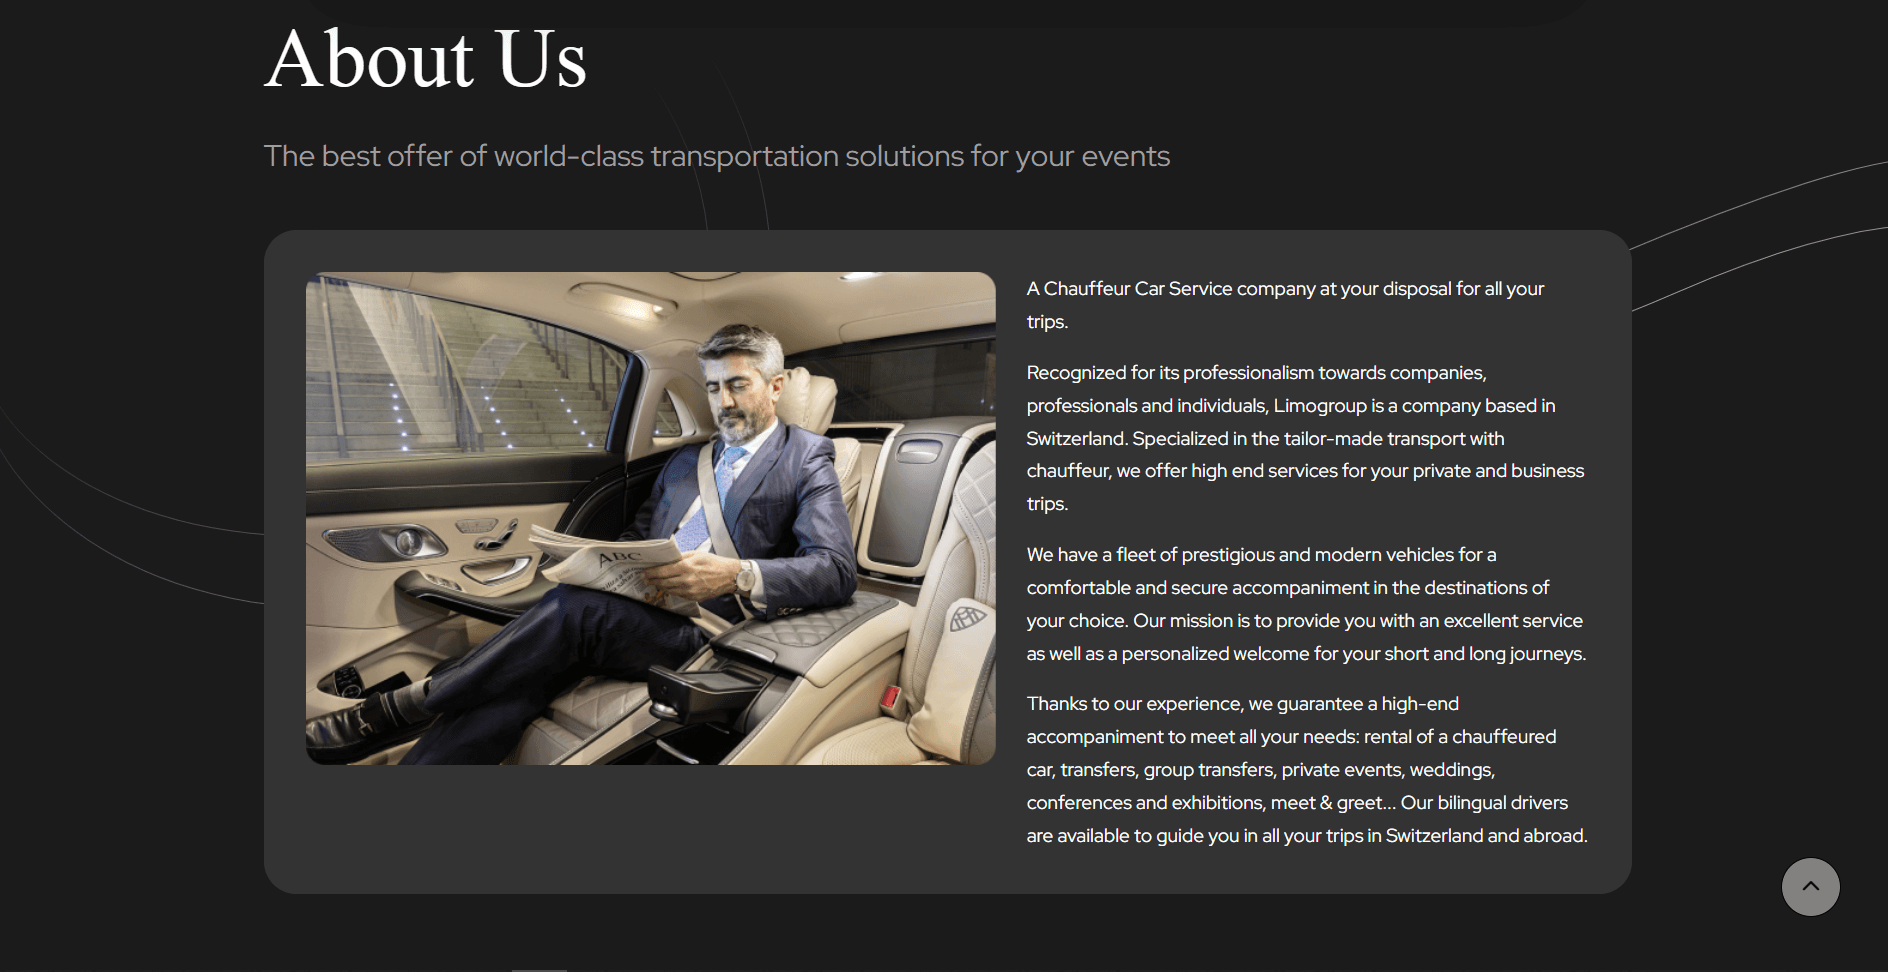 About Us
The best offer of world-class transportation solutions for your events
A Chauffeur Car Service company at your disposal for all your
trips.
Recognized for its professionalism towards companies,
professionals and individuals, Limogroup is a company based in
Switzerland. Specialized in the tailor-made transport with
chauffeur, we offer high end services for your private and business
trips.
We have a fleet of prestigious and modern vehicles for a
comfortable and secure accompaniment in the destinations of
your choice. Our mission is to provide you with an excellent service
as well as a personalized welcome for your short and long journeys.
Thanks to our experience, we guarantee a high-end
accompaniment to meet all your needs: rental of a chauffeured
car, transfers, group transfers, private events, weddings,
conferences and exhibitions, meet & greet... Our bilingual drivers
are available to guide you in all your trips in Switzerland and abroad.
ABC